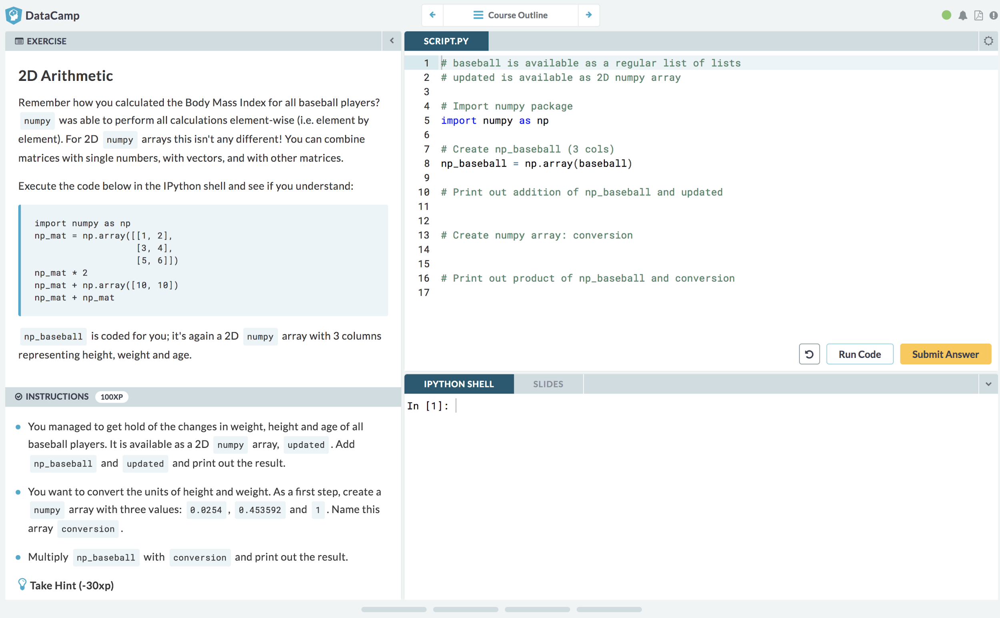 DataCamp
Course Outline
EXERCISE
2D Arithmetic
Remember how you calculated the Body Mass Index for all baseball players?
numpy was able to perform all calculations element-wise (i.e. element by
element). For 2D numpy arrays this isn't any different! You can combine
matrices with single numbers, with vectors, and with other matrices.
Execute the code below in the IPython shell and see if you understand:
import numpy as np
np_mat = np.array([[1, 2],
                   [3, 4],
                   [5, 6]])
np_mat * 2
np_mat + np.array([10, 10])
np_mat + np_mat
np_baseball is coded for you; it's again a 2D numpy array with 3 columns
representing height, weight and age.
INSTRUCTIONS 100XP
You managed to get hold of the changes in weight, height and age of all
baseball players. It is available as a 2D numpy array, updated . Add
np_baseball and updated and print out the result.
You want to convert the units of height and weight. As a first step, create a
numpy array with three values: 0.0254 , 0.453592 and 1 . Name this
array conversion .
Multiply np_baseball with conversion and print out the result.
Take Hint (-30xp)
SCRIPT.PY
1 # baseball is available as a regular list of lists
2 # updated is available as 2D numpy array
3
4 # Import numpy package
5 import numpy as np
6
7 # Create np_baseball (3 cols)
8 np_baseball = np.array(baseball)
9
10 # Print out addition of np_baseball and updated
11
12
13 # Create numpy array: conversion
14
15
16 # Print out product of np_baseball and conversion
17
Run Code
Submit Answer
IPYTHON SHELL
SLIDES
In [1]: